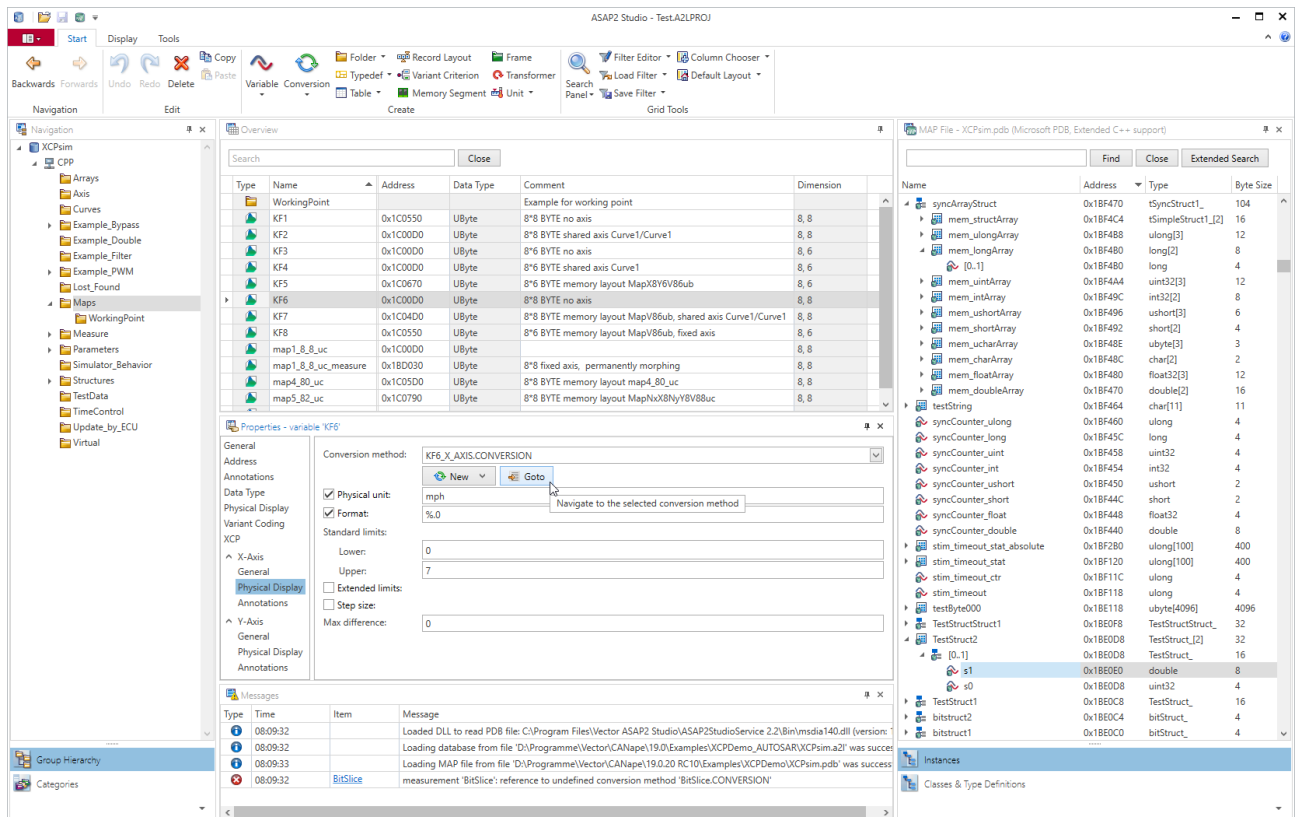 ASAP2 Studio - Test.A2LPROJ
Start Display Tools
Backwards Forwards Undo Redo Delete Copy Paste Variable Conversion
Folder Record Layout Frame
Typedef Variant Criterion Transformer
Table Memory Segment Unit
Search Panel
Filter Editor Column Chooser
Load Filter Default Layout
Save Filter
Navigation Edit Create Grid Tools
Navigation
XCPsim
CPP
Arrays
Axis
Curves
Example_Bypass
Example_Double
Example_Filter
Example_PWM
Lost_Found
Maps
WorkingPoint
Measure
Parameters
Simulator_Behavior
Structures
TestData
TimeControl
Update_by_ECU
Virtual
Group Hierarchy
Categories
Overview
Search Close
Type Name Address Data Type Comment Dimension
WorkingPoint Example for working point
KF1 0x1C0550 UByte 8*8 BYTE no axis 8, 8
KF2 0x1C00D0 UByte 8*8 BYTE shared axis Curve1/Curve1 8, 8
KF3 0x1C00D0 UByte 8*6 BYTE no axis 8, 6
KF4 0x1C00D0 UByte 8*6 BYTE shared axis Curve1 8, 6
KF5 0x1C0670 UByte 8*6 BYTE memory layout MapX8Y6V86ub 8, 6
KF6 0x1C00D0 UByte 8*8 BYTE no axis 8, 8
KF7 0x1C04D0 UByte 8*8 BYTE memory layout MapV86ub, shared axis Curve1/Curve1 8, 8
KF8 0x1C0550 UByte 8*6 BYTE memory layout MapV86ub, fixed axis 8, 6
map1_8_8_uc 0x1C00D0 UByte 8, 8
map1_8_8_uc_measure 0x1BD030 UByte 8*8 fixed axis, permanently morphing 8, 8
map4_80_uc 0x1C05D0 UByte 8*8 BYTE memory layout map4_80_uc 8, 8
map5_82_uc 0x1C0790 UByte 8*8 BYTE memory layout MapNxX8NyY8V88uc 8, 8
Properties - variable 'KF6'
General
Address
Annotations
Data Type
Physical Display
Variant Coding
XCP
X-Axis
General
Physical Display
Annotations
Y-Axis
General
Physical Display
Annotations
Conversion method: KF6_X_AXIS.CONVERSION
New Goto
Physical unit: mph
Navigate to the selected conversion method
Format: %.0
Standard limits:
Lower: 0
Upper: 7
Extended limits:
Step size:
Max difference: 0
Messages
Type Time Item Message
08:09:32 Loaded DLL to read PDB file: C:\Program Files\Vector ASAP2 Studio\ASAP2StudioService 2.2\Bin\msdia140.dll (version:
08:09:32 Loading database from file 'D:\Programme\Vector\CANape\19.0\Examples\XCPDemo_AUTOSAR\XCPsim.a2l' was succes
08:09:33 Loading MAP file from file 'D:\Programme\Vector\CANape\19.0.20 RC10\Examples\XCPDemo\XCPsim.pdb' was success
08:09:32 BitSlice measurement 'BitSlice': reference to undefined conversion method 'BitSlice.CONVERSION'
MAP File - XCPsim.pdb (Microsoft PDB, Extended C++ support)
Find Close Extended Search
Name Address Type Byte Size
syncArrayStruct 0x1BF470 tSyncStruct1_ 104
mem_structArray 0x1BF4C4 tSimpleStruct1_[2] 16
mem_ulongArray 0x1BF4B8 ulong[3] 12
mem_longArray 0x1BF4B0 long[2] 8
[0..1] 0x1BF4B0 long 4
mem_uintArray 0x1BF4A4 uint32[3] 12
mem_intArray 0x1BF49C int32[2] 8
mem_ushortArray 0x1BF496 ushort[3] 6
mem_shortArray 0x1BF492 short[2] 4
mem_ucharArray 0x1BF48E ubyte[3] 3
mem_charArray 0x1BF48C char[2] 2
mem_floatArray 0x1BF480 float32[3] 12
mem_doubleArray 0x1BF470 double[2] 16
testString 0x1BF464 char[11] 11
syncCounter_ulong 0x1BF460 ulong 4
syncCounter_long 0x1BF45C long 4
syncCounter_uint 0x1BF458 uint32 4
syncCounter_int 0x1BF454 int32 4
syncCounter_ushort 0x1BF450 ushort 2
syncCounter_short 0x1BF44C short 2
syncCounter_float 0x1BF448 float32 4
syncCounter_double 0x1BF440 double 8
stim_timeout_stat_absolute 0x1BF2B0 ulong[100] 400
stim_timeout_stat 0x1BF120 ulong[100] 400
stim_timeout_ctr 0x1BF11C ulong 4
stim_timeout 0x1BF118 ulong 4
testByte000 0x1BE118 ubyte[4096] 4096
TestStructStruct1 0x1BE0F8 TestStructStruct_ 32
TestStruct2 0x1BE0D8 TestStruct_[2] 32
[0..1] 0x1BE0D8 TestStruct_ 16
s1 0x1BE0E0 double 8
s0 0x1BE0D8 uint32 4
TestStruct1 0x1BE0C8 TestStruct_ 16
bitstruct2 0x1BE0C4 bitStruct_ 4
bitstruct1 0x1BE0C0 bitStruct_ 4
Instances
Classes & Type Definitions